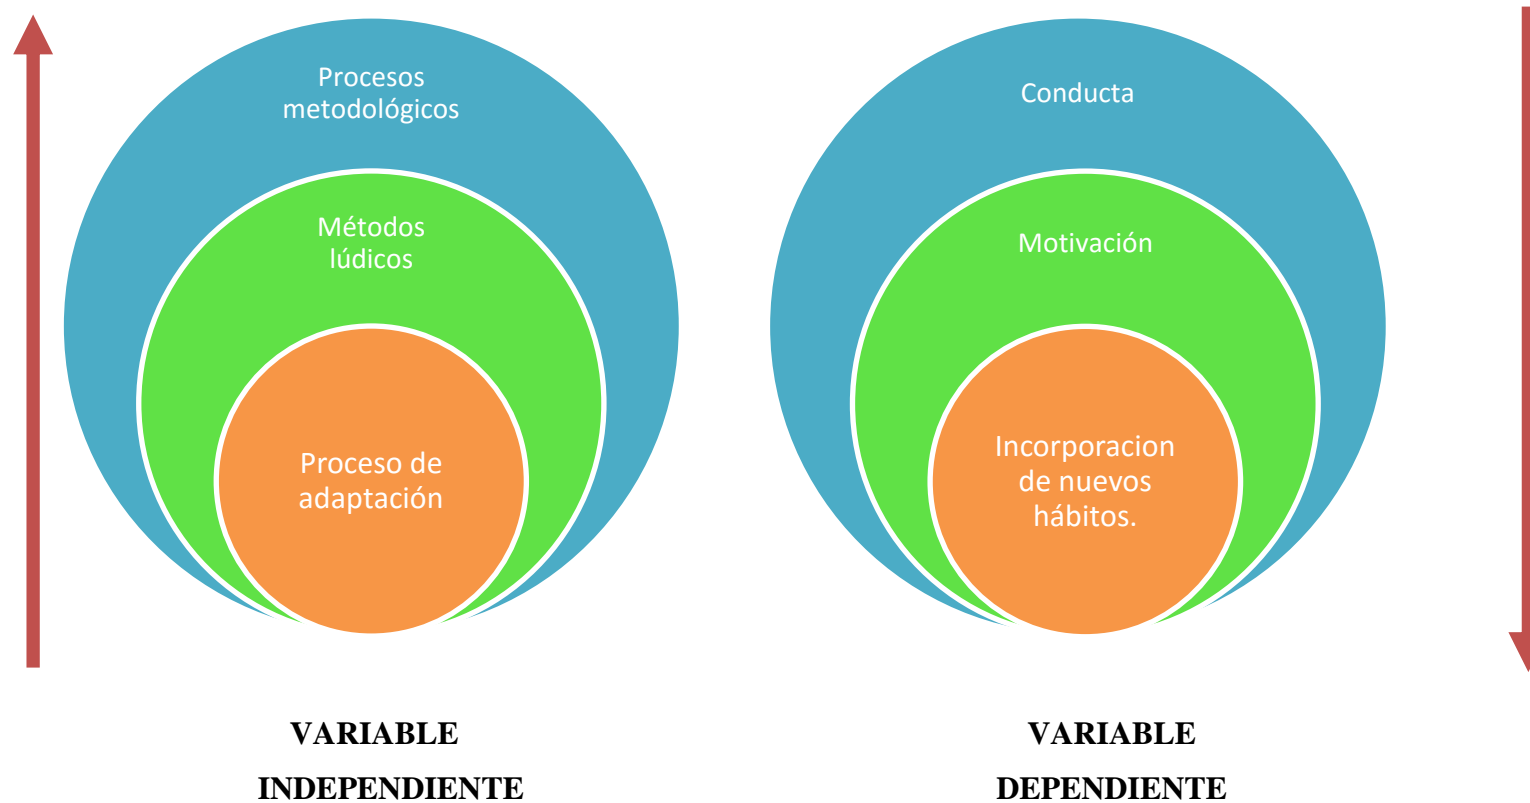 Procesos
metodológicos
Métodos
lúdicos
Proceso de
adaptación
VARIABLE
INDEPENDIENTE
Conducta
Motivación
Incorporacion
de nuevos
hábitos.
VARIABLE
DEPENDIENTE